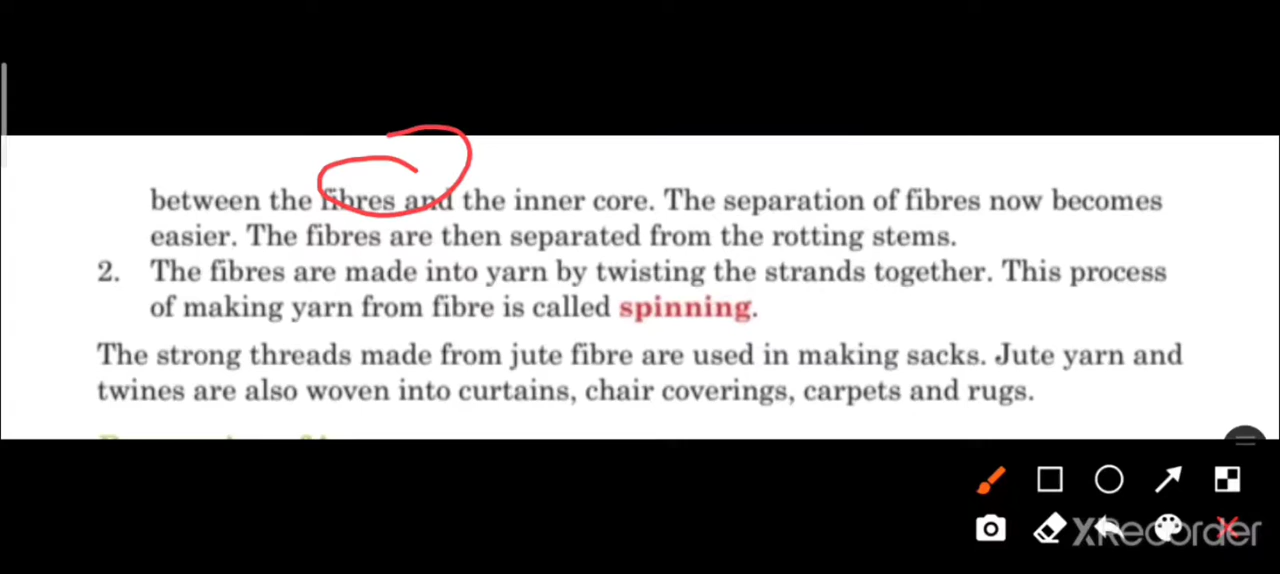 between the fibres and the inner core. The separation of fibres now becomes
easier. The fibres are then separated from the rotting stems.
2. The fibres are made into yarn by twisting the strands together. This process
of making yarn from fibre is called spinning.
The strong threads made from jute fibre are used in making sacks. Jute yarn and
twines are also woven into curtains, chair coverings, carpets and rugs.
XRecorder